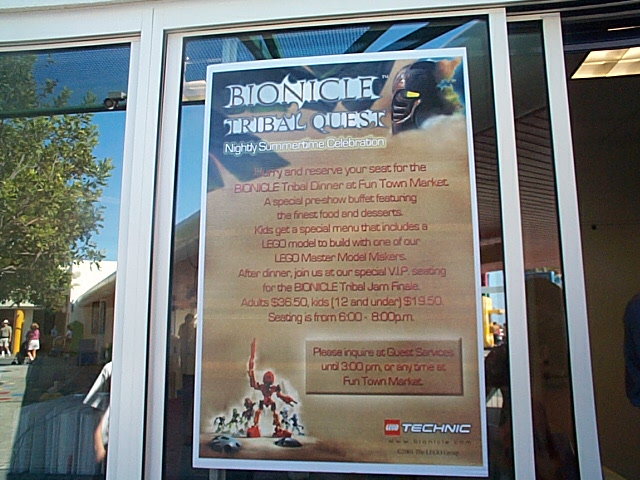 BIONICLE™
TRIBAL QUEST
Nightly Summertime Celebration
Hurry and reserve your seat for the
BIONICLE Tribal Dinner at Fun Town Market.
A special pre-show buffet featuring
the finest food and desserts.
Kids get a special menu that includes a
LEGO model to build with one of our
LEGO Master Model Makers.
After dinner, join us at our special V.I.P. seating
for the BIONICLE Tribal Jam Finale.
Adults $36.50, kids (12 and under) $19.50.
Seating is from 6:00 - 8:00p.m.
Please inquire at Guest Services
until 3:00 pm, or any time at
Fun Town Market.
LEGO TECHNIC
www.bionicle.com
©2001 The LEGO Group